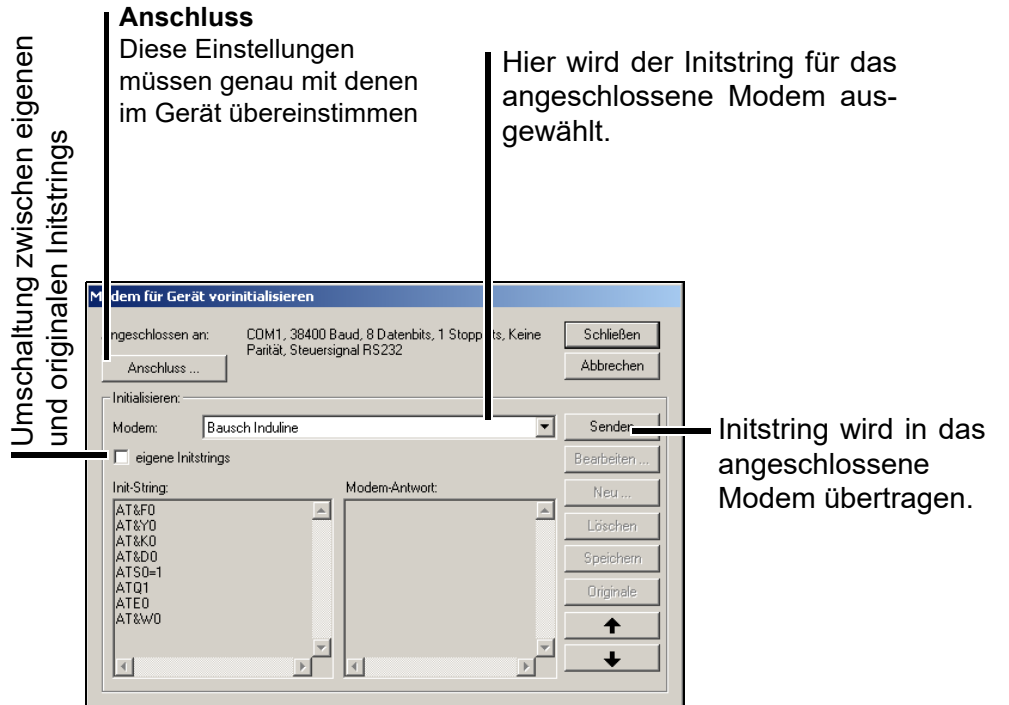 Anschluss
Diese Einstellungen
müssen genau mit denen
im Gerät übereinstimmen
Hier wird der Initstring für das
angeschlossene Modem aus-
gewählt.
Umschaltung zwischen eigenen
und originalen Initstrings
dem für Gerät vorinitialisieren
ngeschlossen an:
COM1, 38400 Baud, 8 Datenbits, 1 Stopp ts, Keine
Parität, Steuersignal RS232
Schließen
Anschluss ...
Abbrechen
Initialisieren:
Modem:
Bausch Induline
Senden
eigene Initstrings
Bearbeiten ...
Init-String:
Modem-Antwort:
Neu ...
AT&F0
AT&Y0
AT&K0
AT&D0
ATS0=1
ATQ1
ATE0
AT&W0
Löschen
Speichern
Originale
Initstring wird in das
angeschlossene
Modem übertragen.